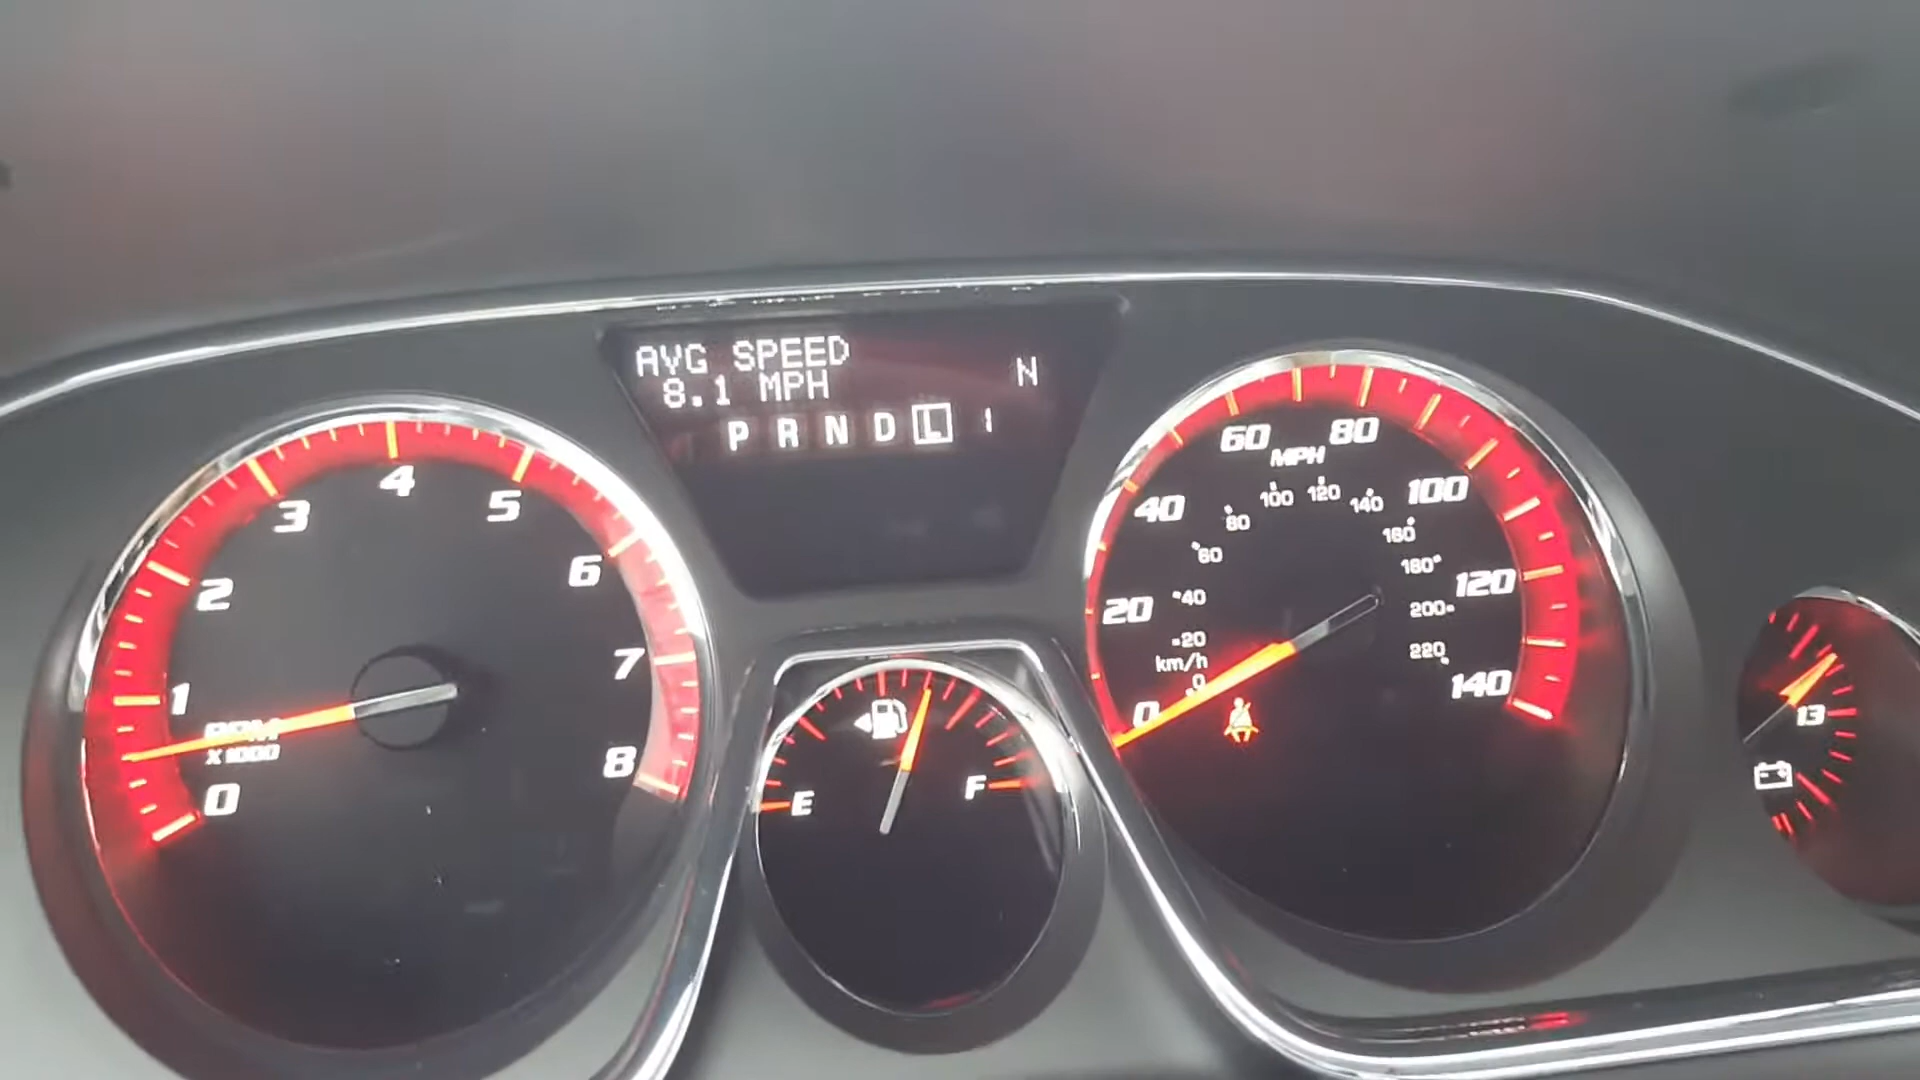 AVG SPEED
8.1 MPH
N
P R N D L 1
0 1 2 3 4 5 6 7 8
RPM
X 1000
E F
0 20 40 60 80 100 120 140
MPH
0 20 40 60 80 100 120 140 160 180 200 220
km/h
13